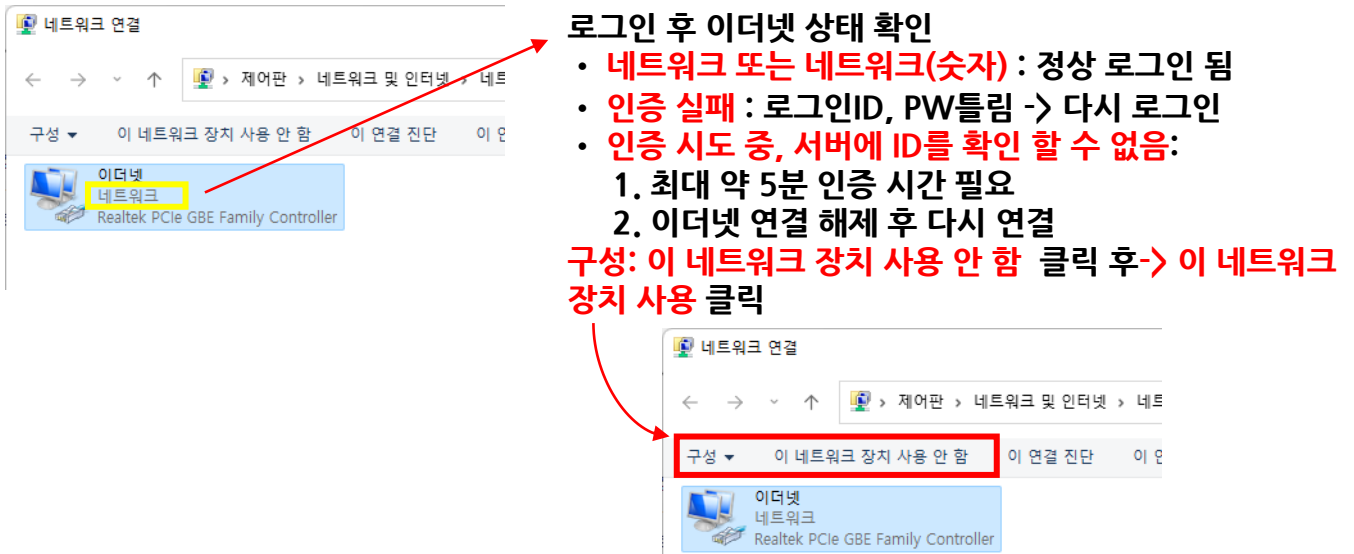 네트워크 연결
제어판 > 네트워크 및 인터넷 > 네트
구성 이 네트워크 장치 사용 안 함 이 연결 진단 이 연
이더넷
네트워크
Realtek PCIe GBE Family Controller
로그인 후 이더넷 상태 확인
• 네트워크 또는 네트워크(숫자) : 정상 로그인 됨
• 인증 실패 : 로그인ID, PW틀림 -> 다시 로그인
• 인증 시도 중, 서버에 ID를 확인 할 수 없음:
1. 최대 약 5분 인증 시간 필요
2. 이더넷 연결 해제 후 다시 연결
구성: 이 네트워크 장치 사용 안 함 클릭 후-> 이 네트워크
장치 사용 클릭
네트워크 연결
제어판 > 네트워크 및 인터넷 > 네트
구성 이 네트워크 장치 사용 안 함 이 연결 진단 이 연
이더넷
네트워크
Realtek PCIe GBE Family Controller